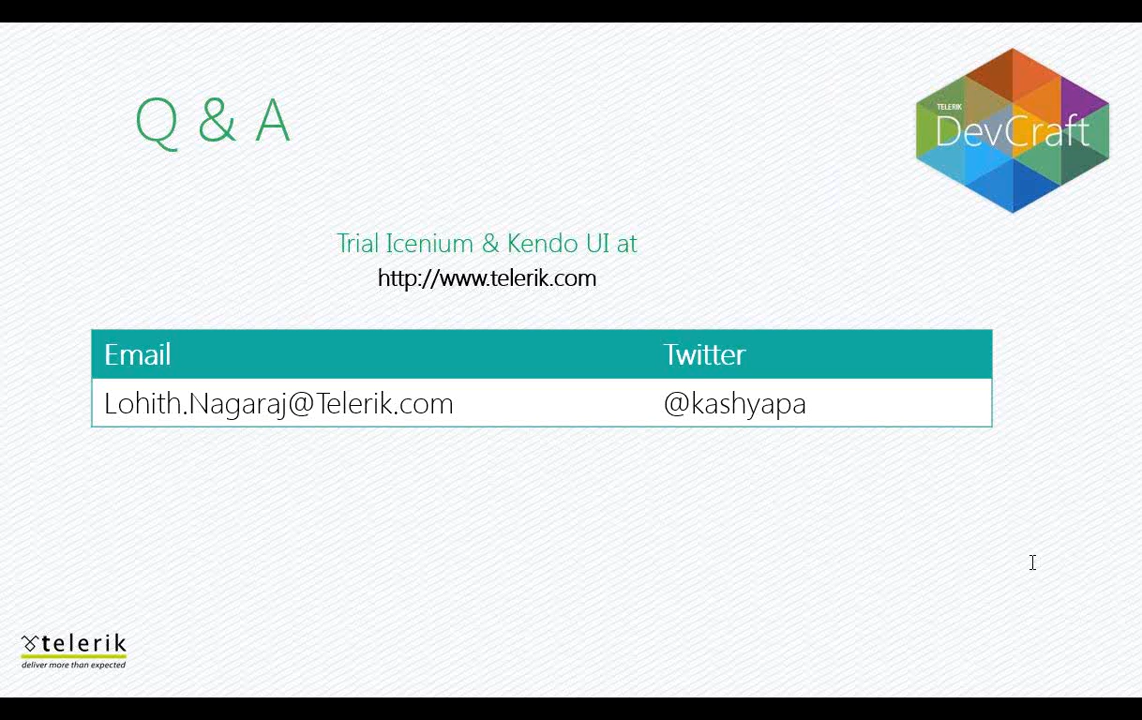 Q & A
TELERIK
DevCraft
Trial Icenium & Kendo UI at
http://www.telerik.com
Email Twitter
Lohith.Nagaraj@Telerik.com @kashyapa
telerik
deliver more than expected